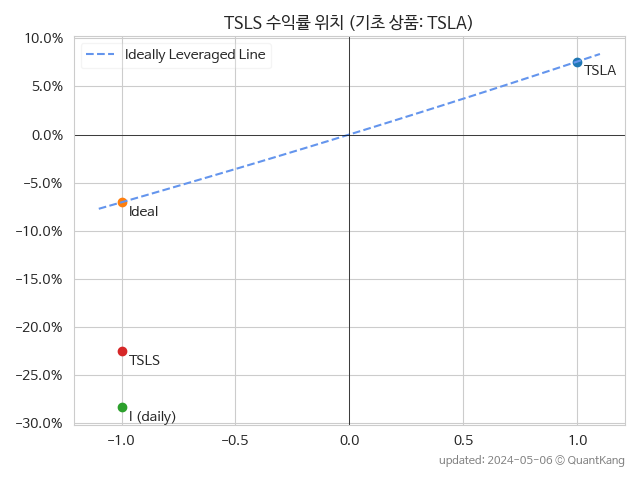 TSLS 수익률 위치 (기초 상품: TSLA)
10.0%
Ideally Leveraged Line
TSLA
5.0%
0.0%
−5.0%
Ideal
−10.0%
−15.0%
−20.0%
TSLS
−25.0%
I (daily)
−30.0%
−1.0 −0.5 0.0 0.5 1.0
updated: 2024-05-06 © QuantKang